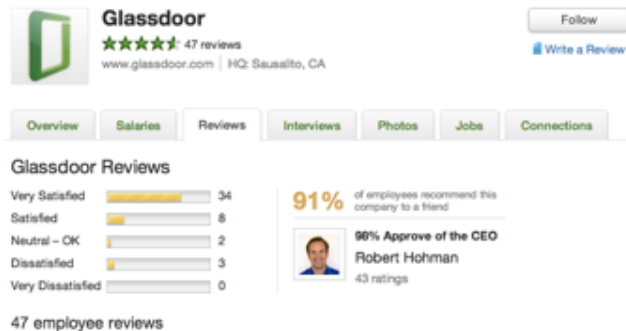 Glassdoor
47 reviews
www.glassdoor.com | HQ: Sausalito, CA
Follow
Write a Review
Overview Salaries Reviews Interviews Photos Jobs Connections
Glassdoor Reviews
Very Satisfied 34
Satisfied 8
Neutral – OK 2
Dissatisfied 3
Very Dissatisfied 0
91% of employees recommend this
company to a friend
98% Approve of the CEO
Robert Hohman
43 ratings
47 employee reviews